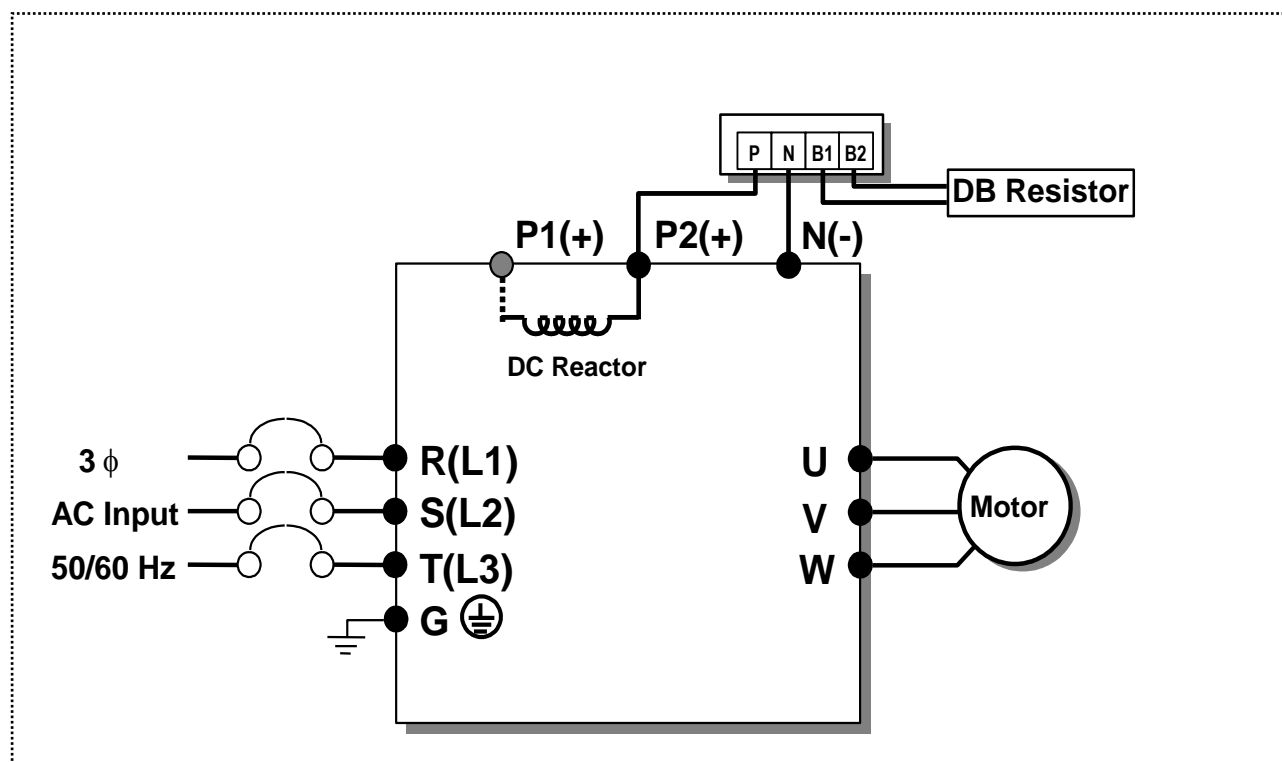 P N B1 B2
DB Resistor
P1(+) P2(+) N(-)
DC Reactor
3 ϕ
R(L1)
U
AC Input
S(L2)
V
Motor
50/60 Hz
T(L3)
W
G